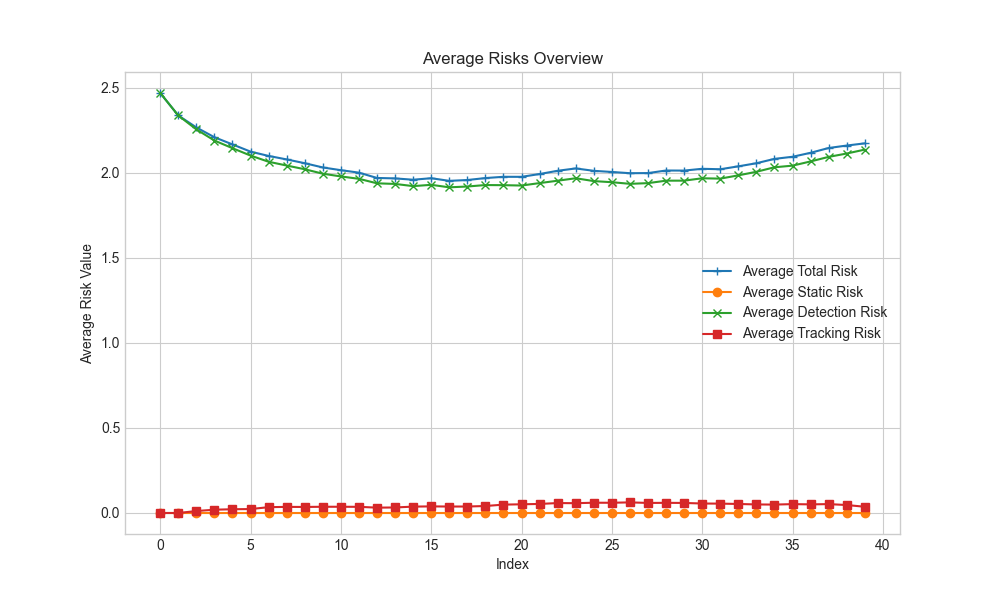 Average Risks Overview
Average Risk Value
2.5
2.0
1.5
1.0
0.5
0.0
Average Total Risk
Average Static Risk
Average Detection Risk
Average Tracking Risk
0 5 10 15 20 25 30 35 40
Index